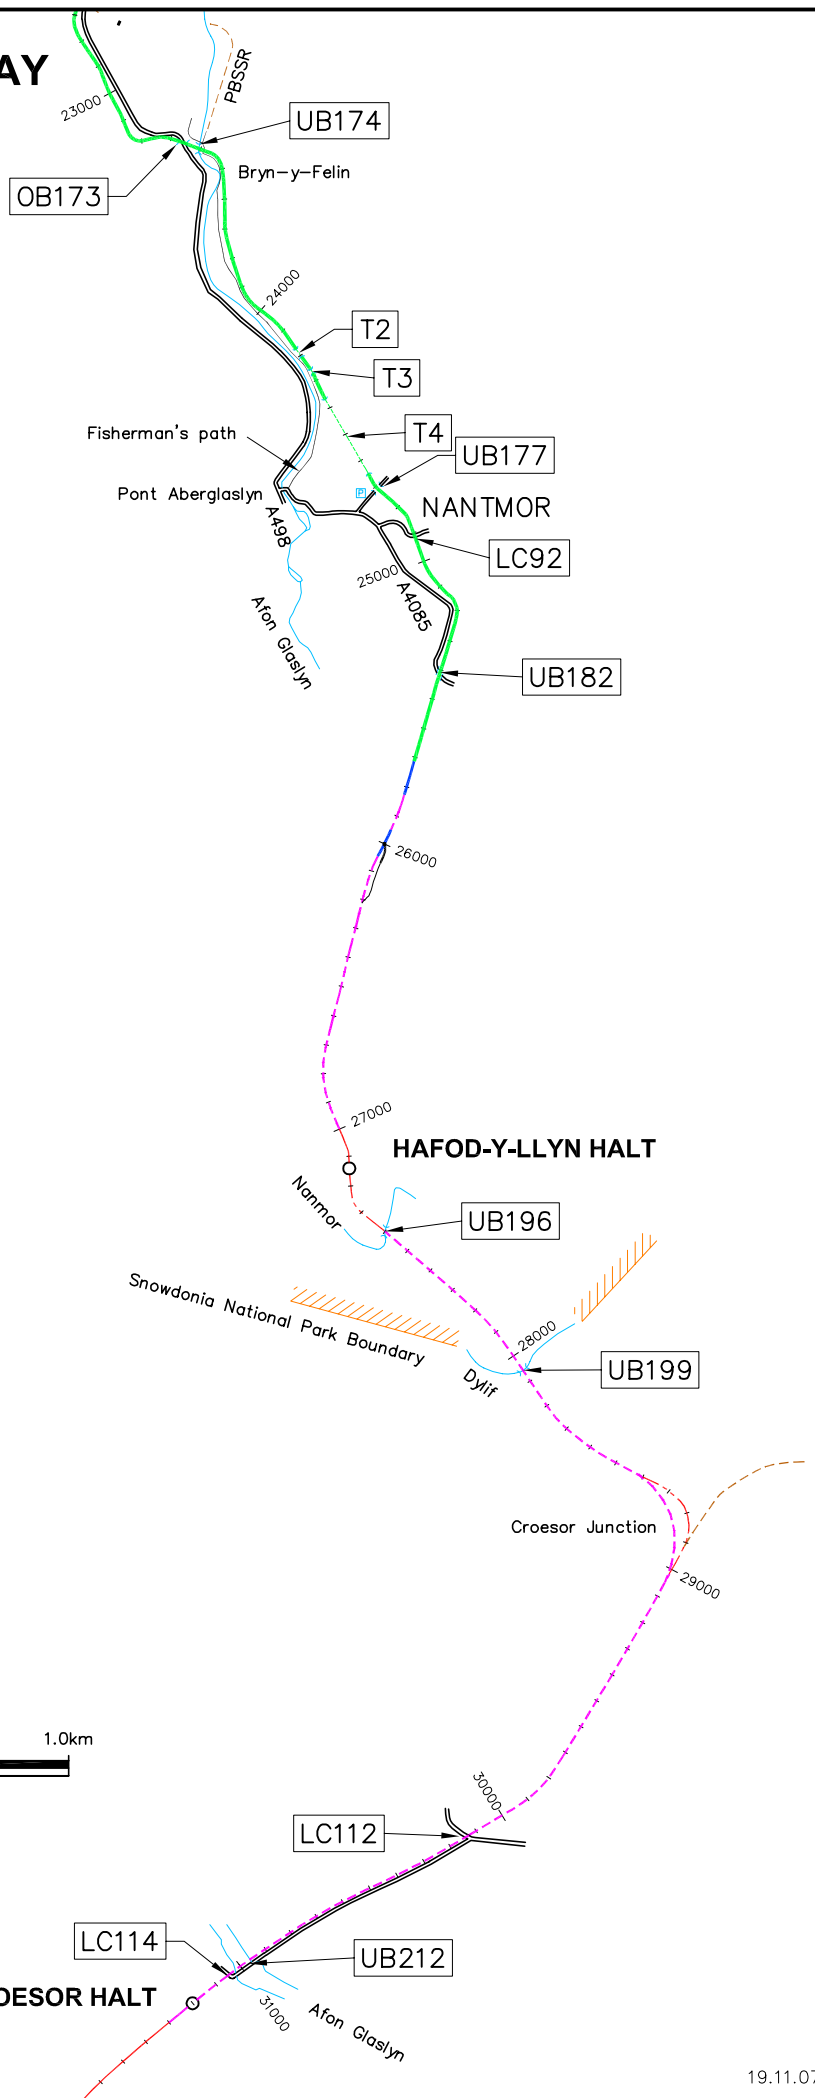 AY
PBSSR
23000
UB174
OB173
Bryn-y-Felin
24000
T2
T3
Fisherman's path
T4
UB177
Pont Aberglaslyn
P
NANTMOR
A498
LC92
25000
A4085
Afon Glaslyn
UB182
26000
27000
HAFOD-Y-LLYN HALT
Nanmor
UB196
Snowdonia National Park Boundary
28000
UB199
Dylif
Croesor Junction
29000
1.0km
30000
LC112
LC114
UB212
OESOR HALT
31000
Afon Glaslyn
19.11.07